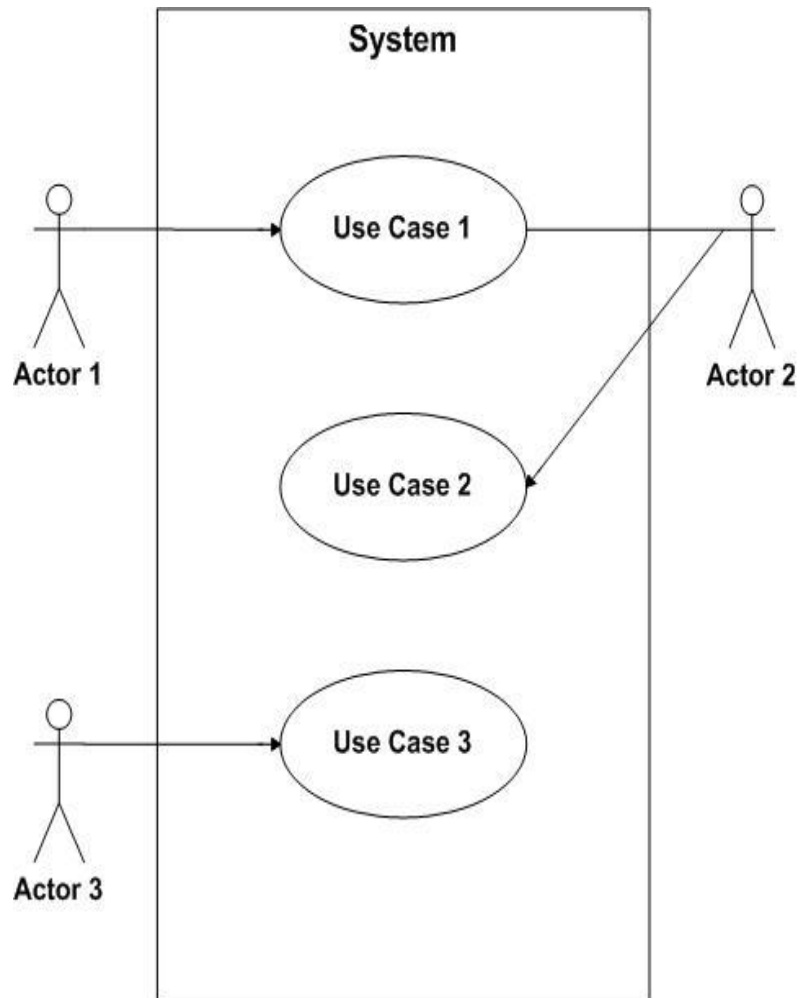 System
Use Case 1
Actor 1
Actor 2
Use Case 2
Use Case 3
Actor 3